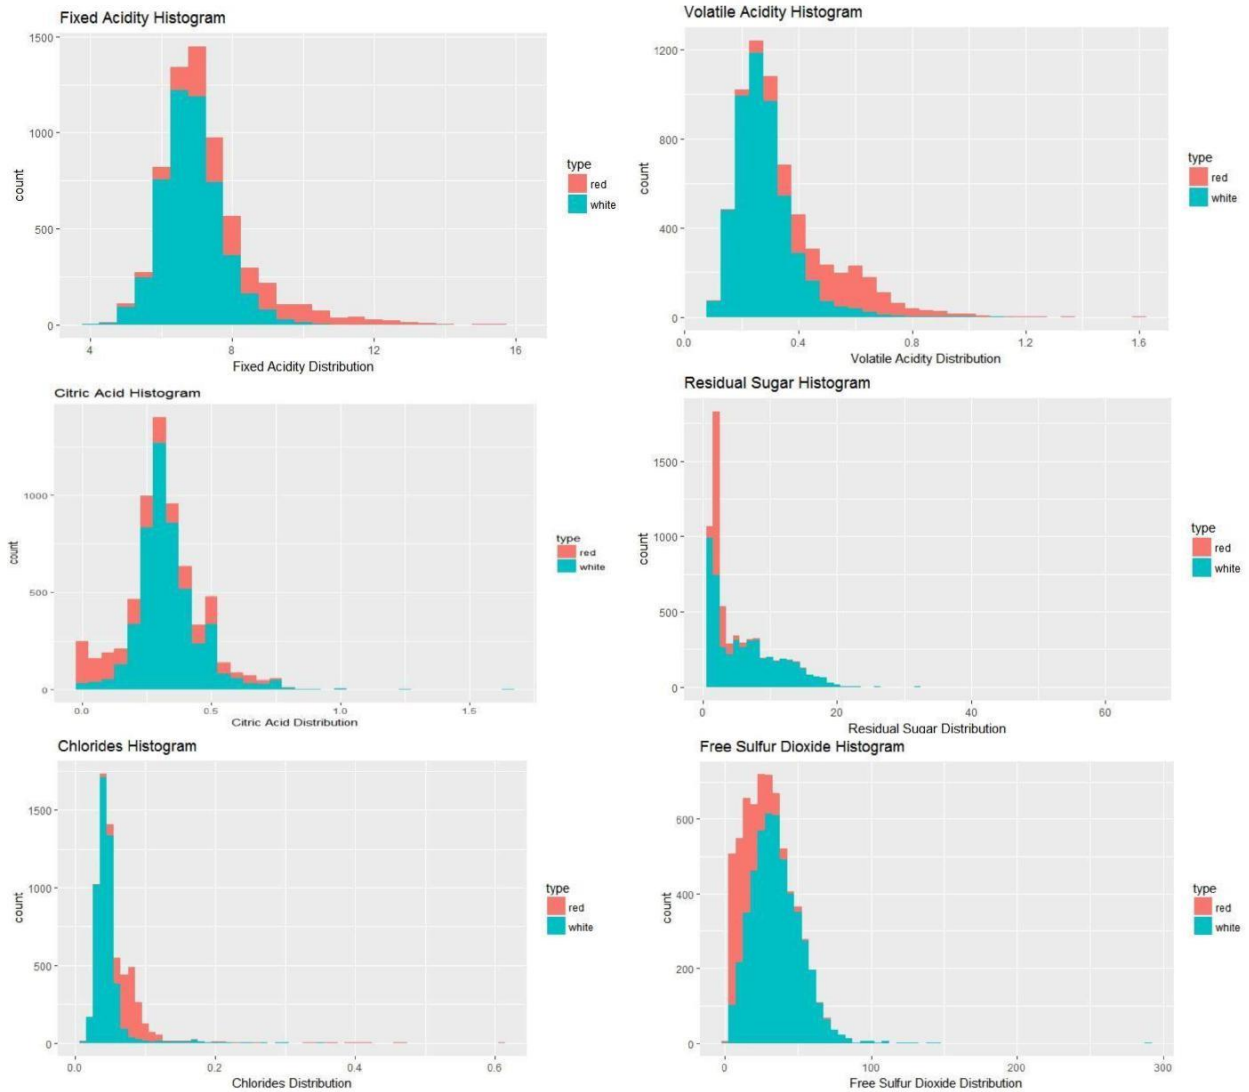 Fixed Acidity Histogram
1500
1000
500
0
count
4 8 12 16
Fixed Acidity Distribution
type
red
white
Volatile Acidity Histogram
1200
800
400
0
count
0.0 0.4 0.8 1.2 1.6
Volatile Acidity Distribution
type
red
white
Citric Acid Histogram
1000
500
0
count
0.0 0.5 1.0 1.5
Citric Acid Distribution
type
red
white
Residual Sugar Histogram
1500
1000
500
0
count
0 20 40 60
Residual Sugar Distribution
type
red
white
Chlorides Histogram
1500
1000
500
0
count
0.0 0.2 0.4 0.6
Chlorides Distribution
type
red
white
Free Sulfur Dioxide Histogram
600
400
200
0
count
0 100 200 300
Free Sulfur Dioxide Distribution
type
red
white